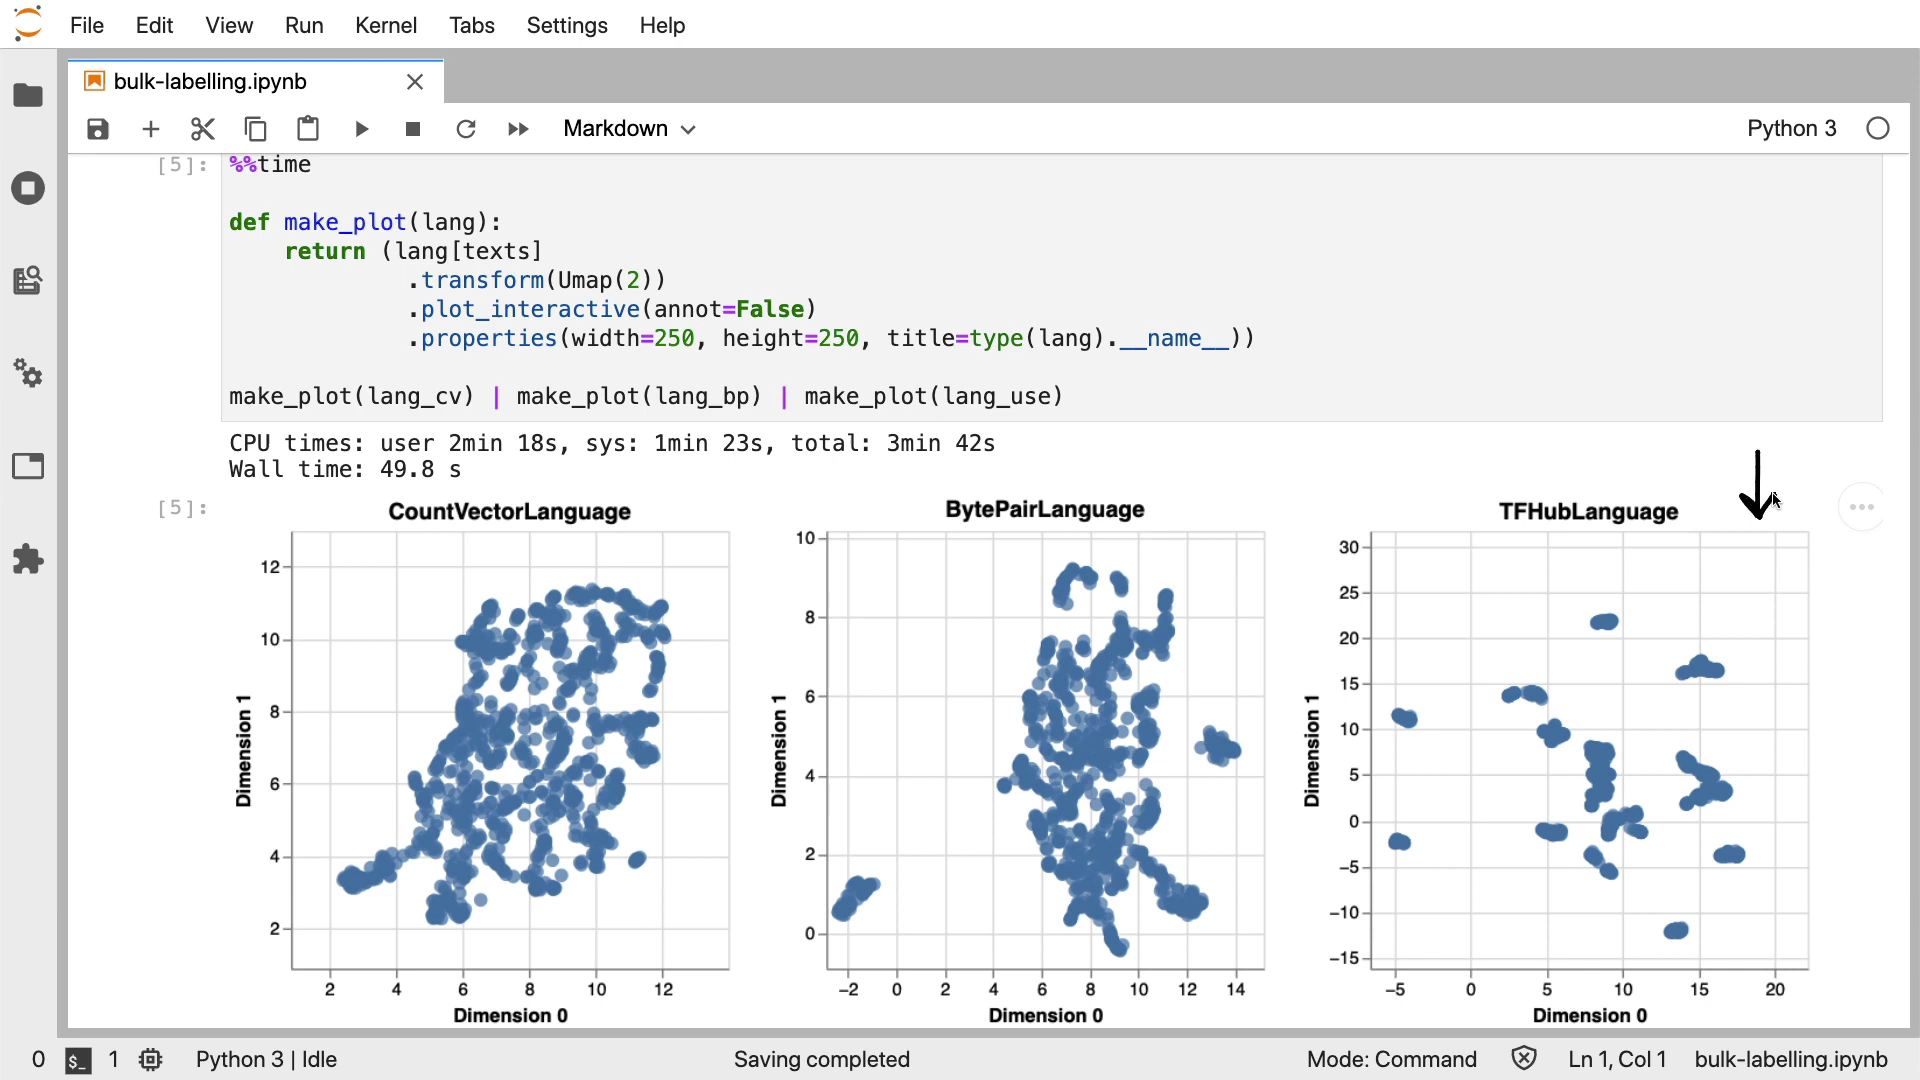 File Edit View Run Kernel Tabs Settings Help
bulk-labelling.ipynb
Markdown Python 3
[5]: %%time
def make_plot(lang):
    return (lang[texts]
            .transform(Umap(2))
            .plot_interactive(annot=False)
            .properties(width=250, height=250, title=type(lang).__name__))
make_plot(lang_cv) | make_plot(lang_bp) | make_plot(lang_use)
CPU times: user 2min 18s, sys: 1min 23s, total: 3min 42s
Wall time: 49.8 s
[5]:
CountVectorLanguage
12
10
8
6
4
2
Dimension 1
2 4 6 8 10 12
Dimension 0
BytePairLanguage
10
8
6
4
2
0
Dimension 1
−2 0 2 4 6 8 10 12 14
Dimension 0
TFHubLanguage
30
25
20
15
10
5
0
−5
−10
−15
Dimension 1
−5 0 5 10 15 20
Dimension 0
0 $_ 1 Python 3 | Idle Saving completed Mode: Command Ln 1, Col 1 bulk-labelling.ipynb